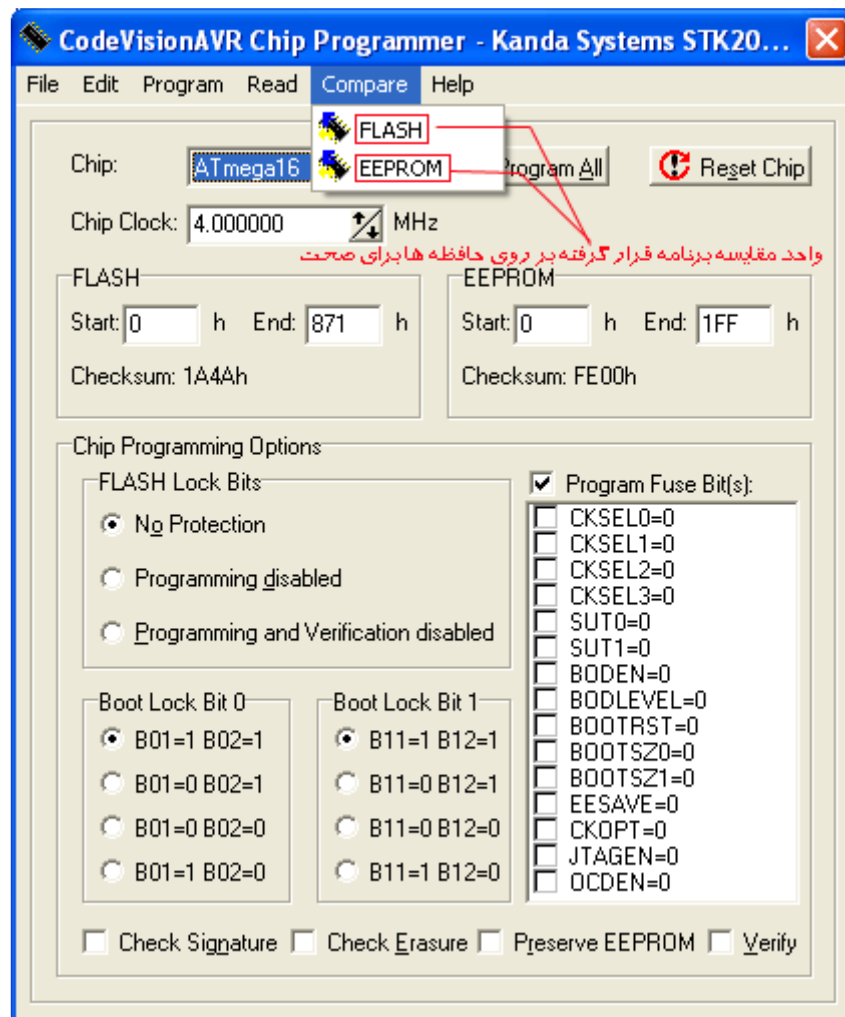 CodeVisionAVR Chip Programmer - Kanda Systems STK20...
File Edit Program Read Compare Help
FLASH
EEPROM
Chip: ATmega16 Program All Reset Chip
Chip Clock: 4.000000 MHz
واحد مقایسه برنامه قرار گرفته بر روی حافظه ها برای صحت
FLASH
Start: 0 h End: 871 h
Checksum: 1A4Ah
EEPROM
Start: 0 h End: 1FF h
Checksum: FE00h
Chip Programming Options
FLASH Lock Bits
No Protection
Programming disabled
Programming and Verification disabled
Program Fuse Bit(s):
CKSEL0=0
CKSEL1=0
CKSEL2=0
CKSEL3=0
SUT0=0
SUT1=0
BODEN=0
BODLEVEL=0
BOOTRST=0
BOOTSZ0=0
BOOTSZ1=0
EESAVE=0
CKOPT=0
JTAGEN=0
OCDEN=0
Boot Lock Bit 0
B01=1 B02=1
B01=0 B02=1
B01=0 B02=0
B01=1 B02=0
Boot Lock Bit 1
B11=1 B12=1
B11=0 B12=1
B11=0 B12=0
B11=1 B12=0
Check Signature Check Erasure Preserve EEPROM Verify